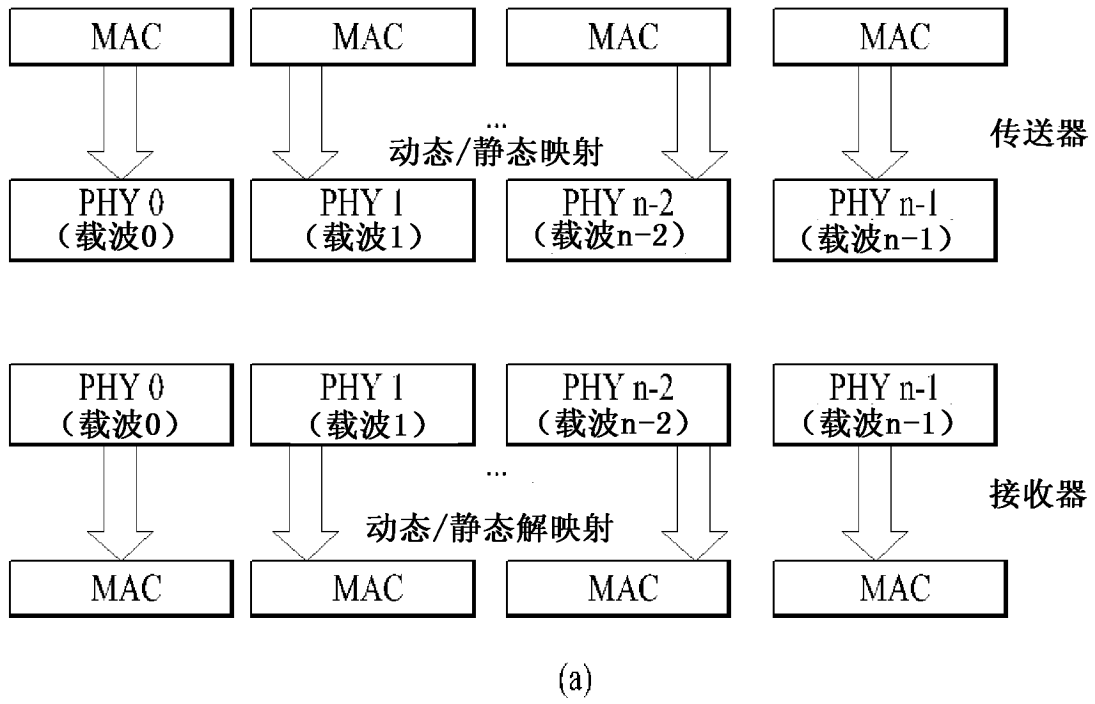 MAC MAC MAC MAC
...
动态/静态映射
传送器
PHY 0 PHY 1 PHY n-2 PHY n-1
（载波0） （载波1） （载波n-2） （载波n-1）
PHY 0 PHY 1 PHY n-2 PHY n-1
（载波0） （载波1） （载波n-2） （载波n-1）
...
接收器
动态/静态解映射
MAC MAC MAC MAC
(a)